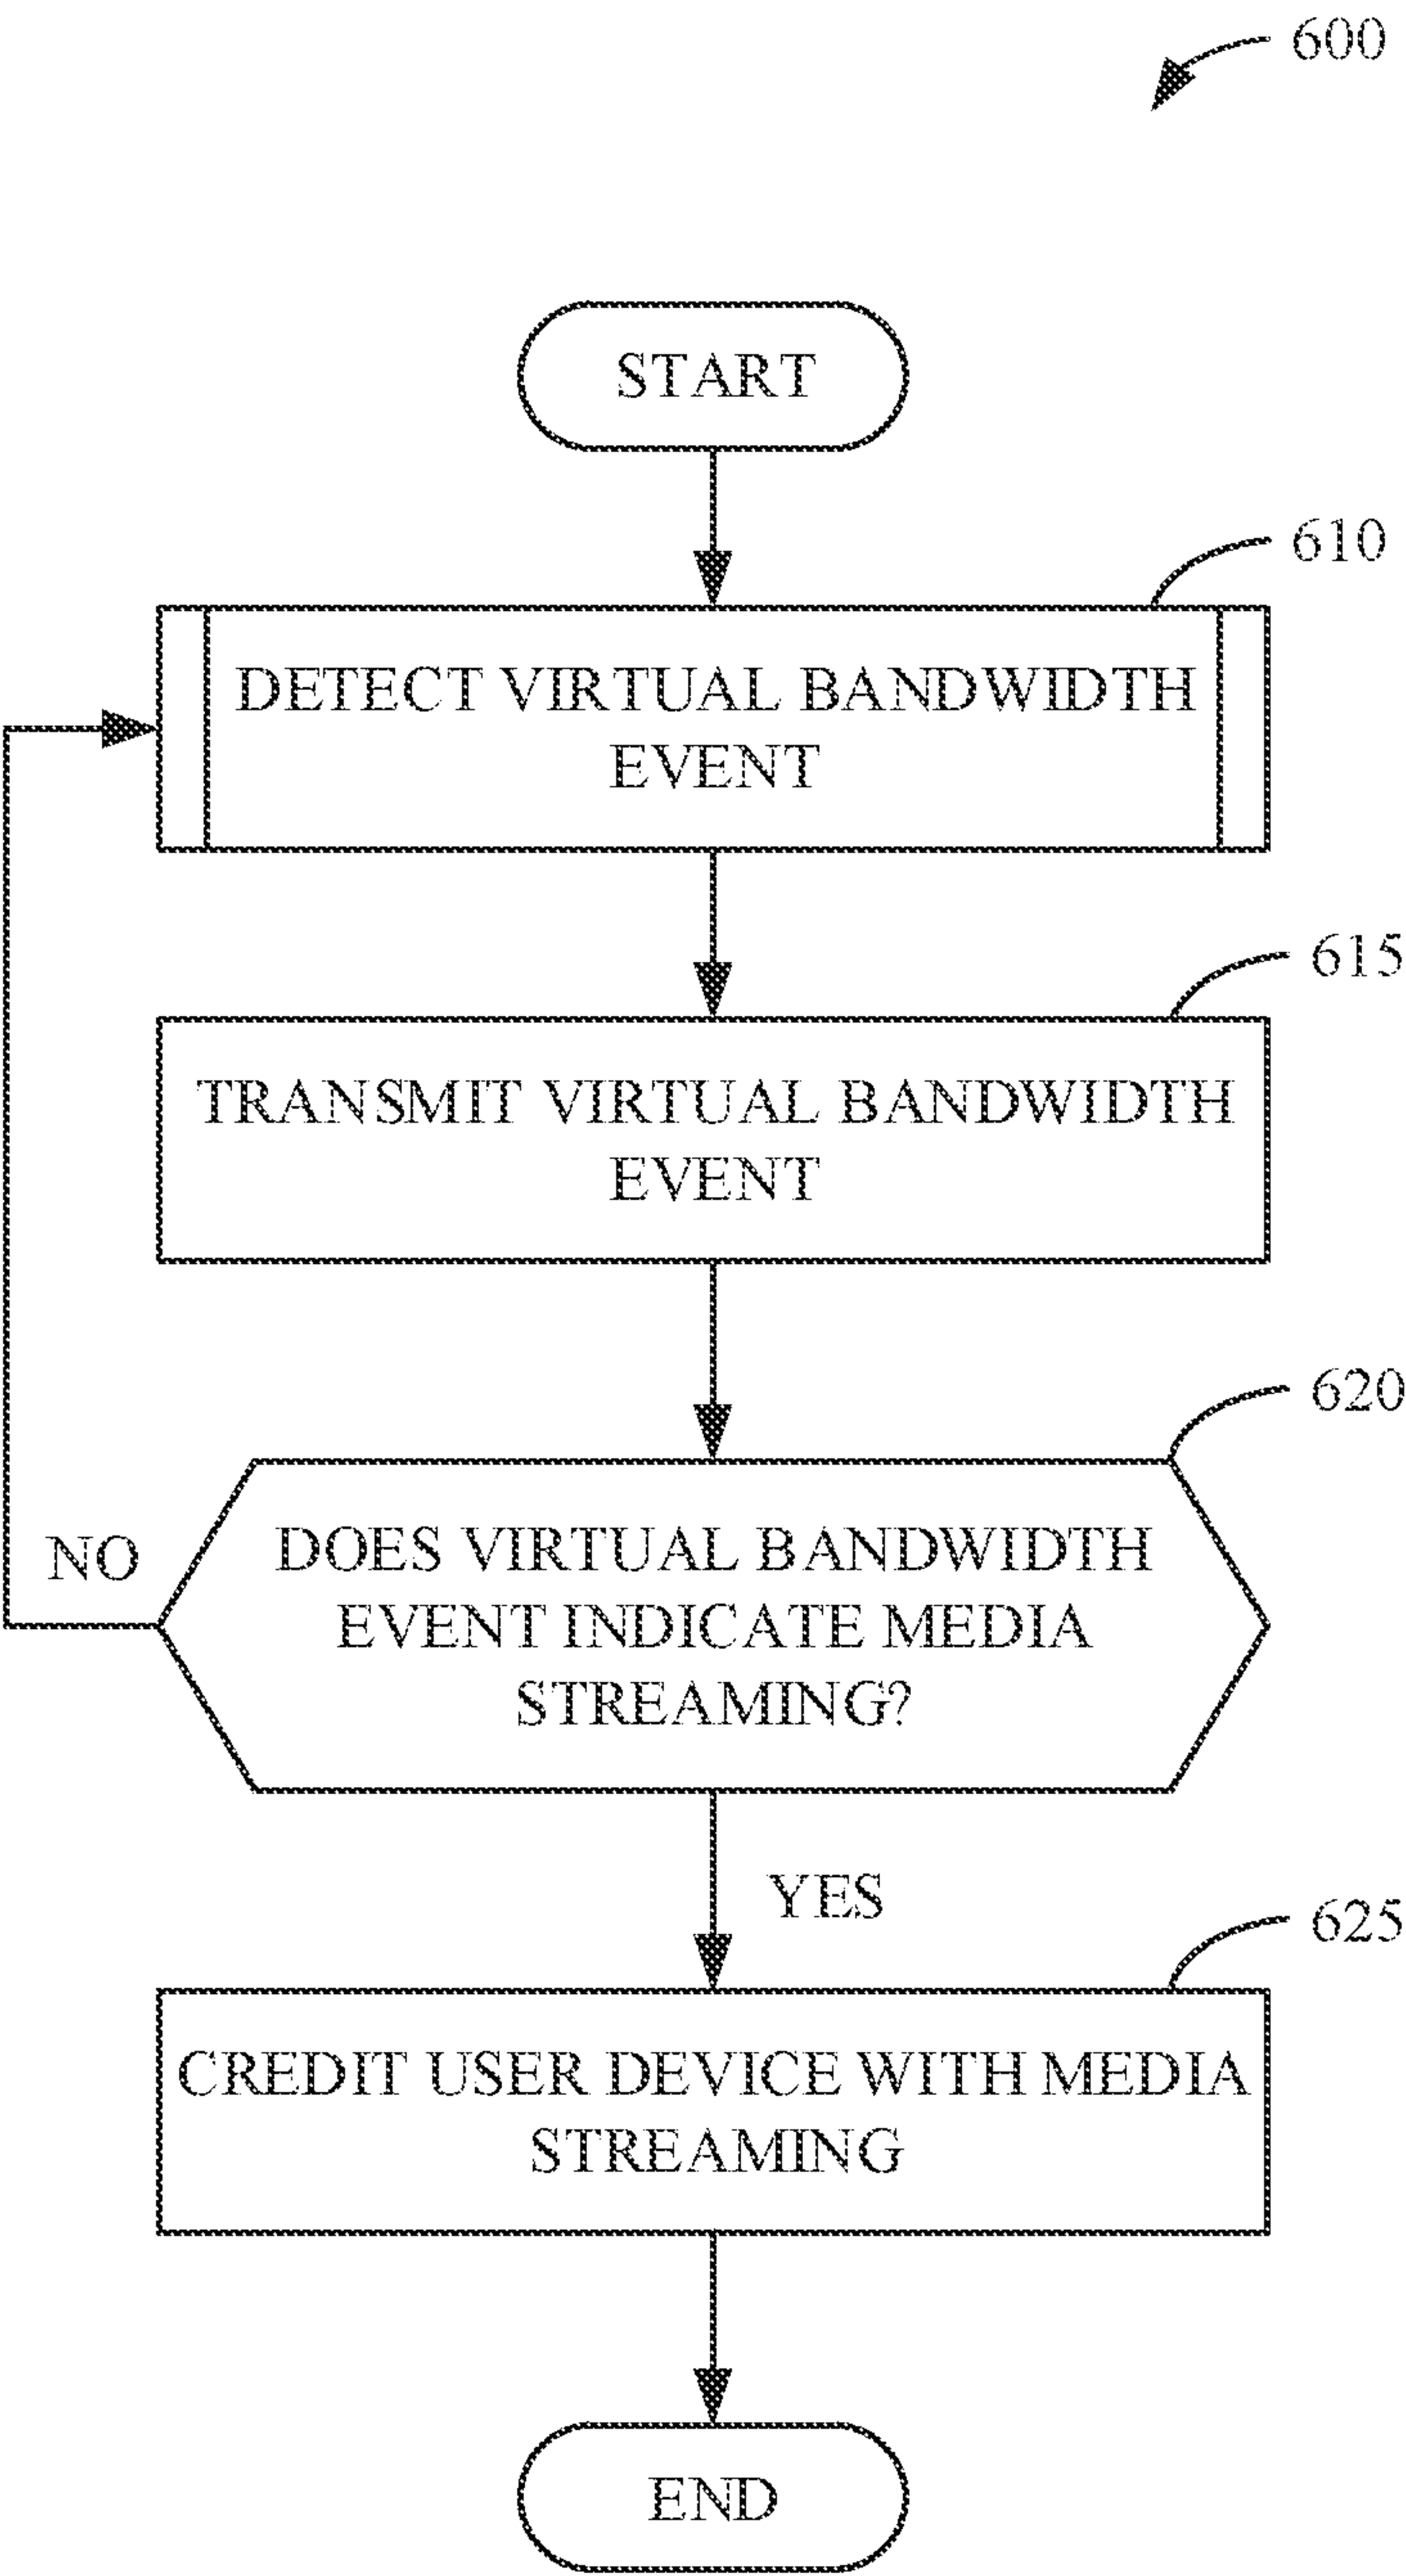 600
START
610
DETECT VIRTUAL BANDWIDTH
EVENT
615
TRANSMIT VIRTUAL BANDWIDTH
EVENT
620
DOES VIRTUAL BANDWIDTH
EVENT INDICATE MEDIA
STREAMING?
NO
YES
625
CREDIT USER DEVICE WITH MEDIA
STREAMING
END